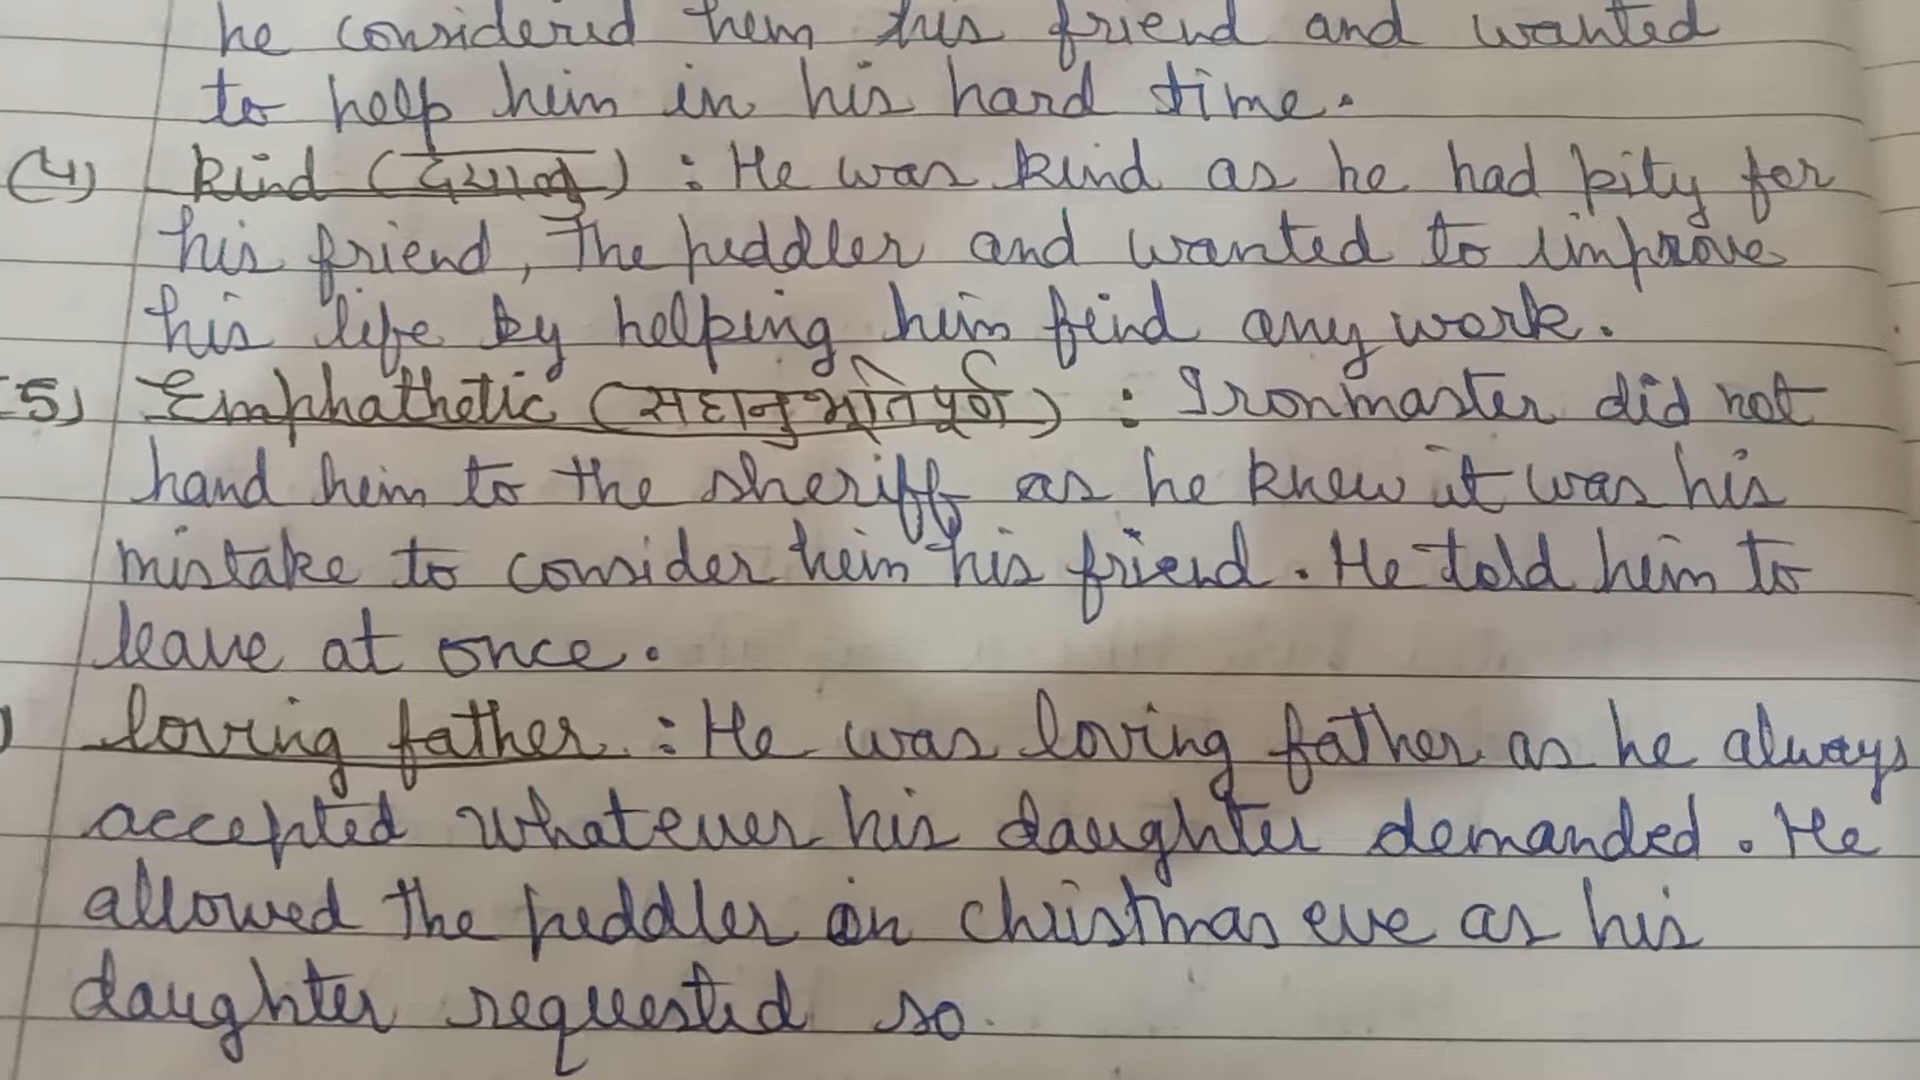 he considered them his friend and wanted
to help him in his hard time.
(4) kind (दयालु) : He was kind as he had pity for
his friend, The peddler and wanted to improve
his life by helping him find any work.
5) Emphathetic (सहानुभूतिपूर्ण) : Ironmaster did not
hand him to the sheriff as he knew it was his
mistake to consider him his friend. He told him to
leave at once.
) loving father : He was loving father as he always
accepted whatever his daughter demanded. He
allowed the peddler on christmas eve as his
daughter requested so.